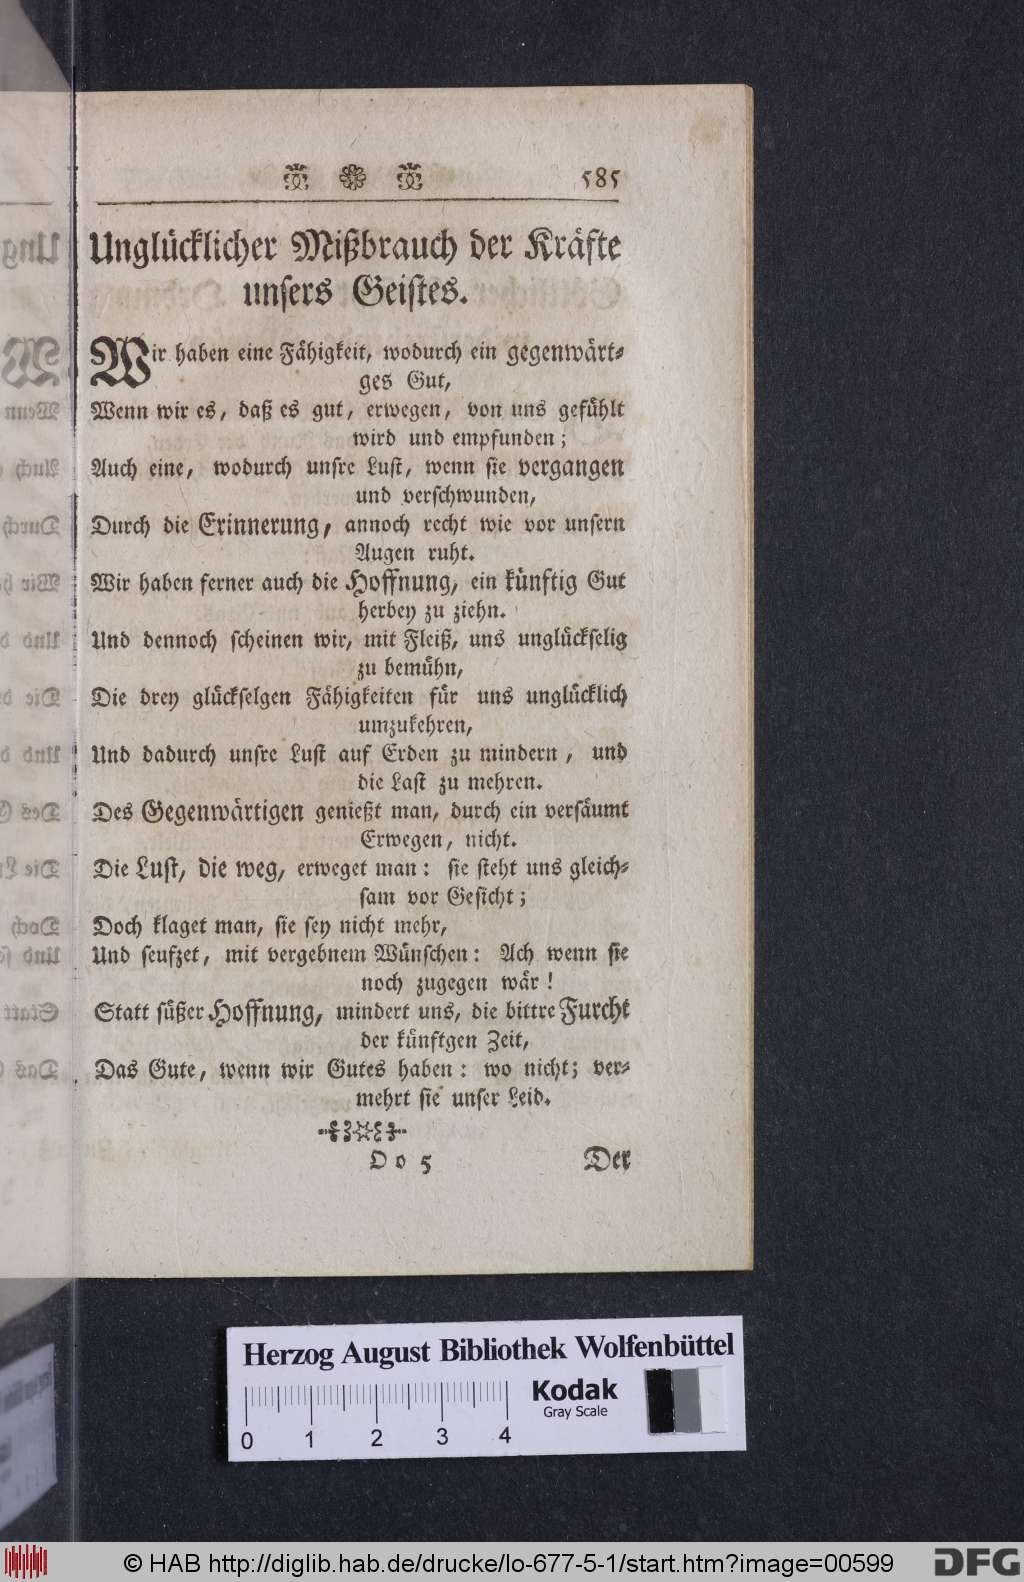 585
Unglücklicher Mißbrauch der Kräfte
unsers Geistes.
Wir haben eine Fähigkeit, wodurch ein gegenwärt-
ges Gut,
Wenn wir es, daß es gut, erwegen, von uns gefühlt
wird und empfunden;
Auch eine, wodurch unsre Lust, wenn sie vergangen
und verschwunden,
Durch die Erinnerung, annoch recht wie vor unsern
Augen ruht.
Wir haben ferner auch die Hoffnung, ein künftig Gut
herbey zu ziehn.
Und dennoch scheinen wir, mit Fleiß, uns unglückselig
zu bemühn,
Die drey glückselgen Fähigkeiten für uns unglücklich
umzukehren,
Und dadurch unsre Lust auf Erden zu mindern, und
die Last zu mehren.
Des Gegenwärtigen genießt man, durch ein versäumt
Erwegen, nicht.
Die Lust, die weg, erweget man: sie steht uns gleich-
sam vor Gesicht;
Doch klaget man, sie sey nicht mehr,
Und seufzet, mit vergebnem Wünschen: Ach wenn sie
noch zugegen wär!
Statt süßer Hoffnung, mindert uns, die bittre Furcht
der künftgen Zeit,
Das Gute, wenn wir Gutes haben: wo nicht; ver-
mehrt sie unser Leid.
O o 5 Der
Herzog August Bibliothek Wolfenbüttel
Kodak
Gray Scale
0 1 2 3 4
© HAB http://diglib.hab.de/drucke/lo-677-5-1/start.htm?image=00599
DFG